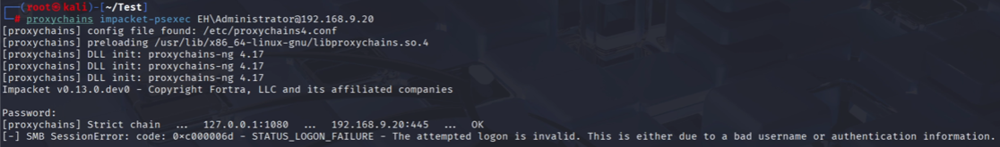 ┌──(root㉿kali)-[~/Test]
└─# proxychains impacket-psexec EH\Administrator@192.168.9.20
[proxychains] config file found: /etc/proxychains4.conf
[proxychains] preloading /usr/lib/x86_64-linux-gnu/libproxychains.so.4
[proxychains] DLL init: proxychains-ng 4.17
[proxychains] DLL init: proxychains-ng 4.17
[proxychains] DLL init: proxychains-ng 4.17
Impacket v0.13.0.dev0 - Copyright Fortra, LLC and its affiliated companies
Password:
[proxychains] Strict chain ... 127.0.0.1:1080 ... 192.168.9.20:445 ... OK
[-] SMB SessionError: code: 0xc000006d - STATUS_LOGON_FAILURE - The attempted logon is invalid. This is either due to a bad username or authentication information.